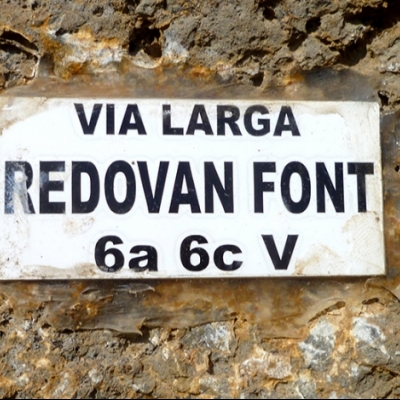 VIA LARGA
REDOVAN FONT
6a 6c V